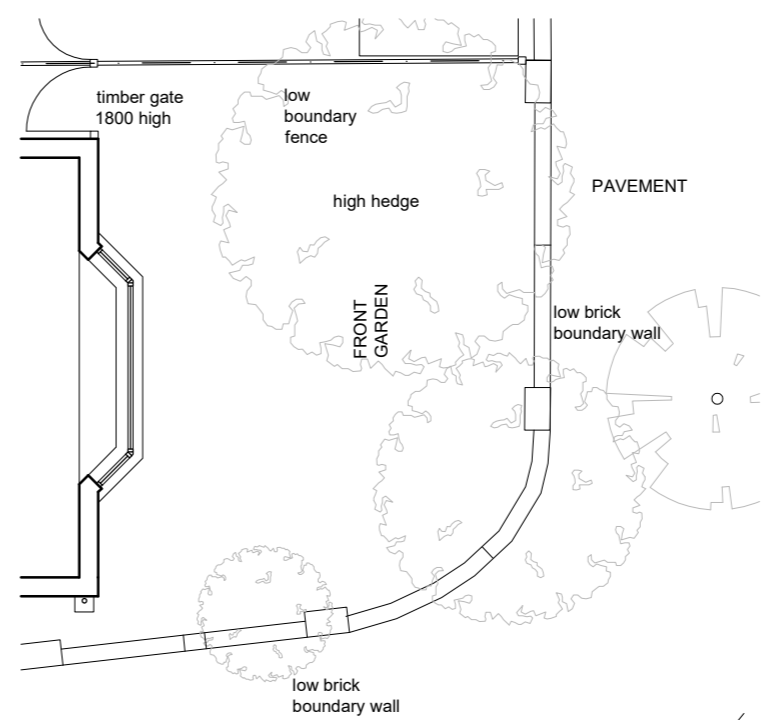 timber gate
1800 high
low
boundary
fence
high hedge
PAVEMENT
FRONT
GARDEN
low brick
boundary wall
low brick
boundary wall